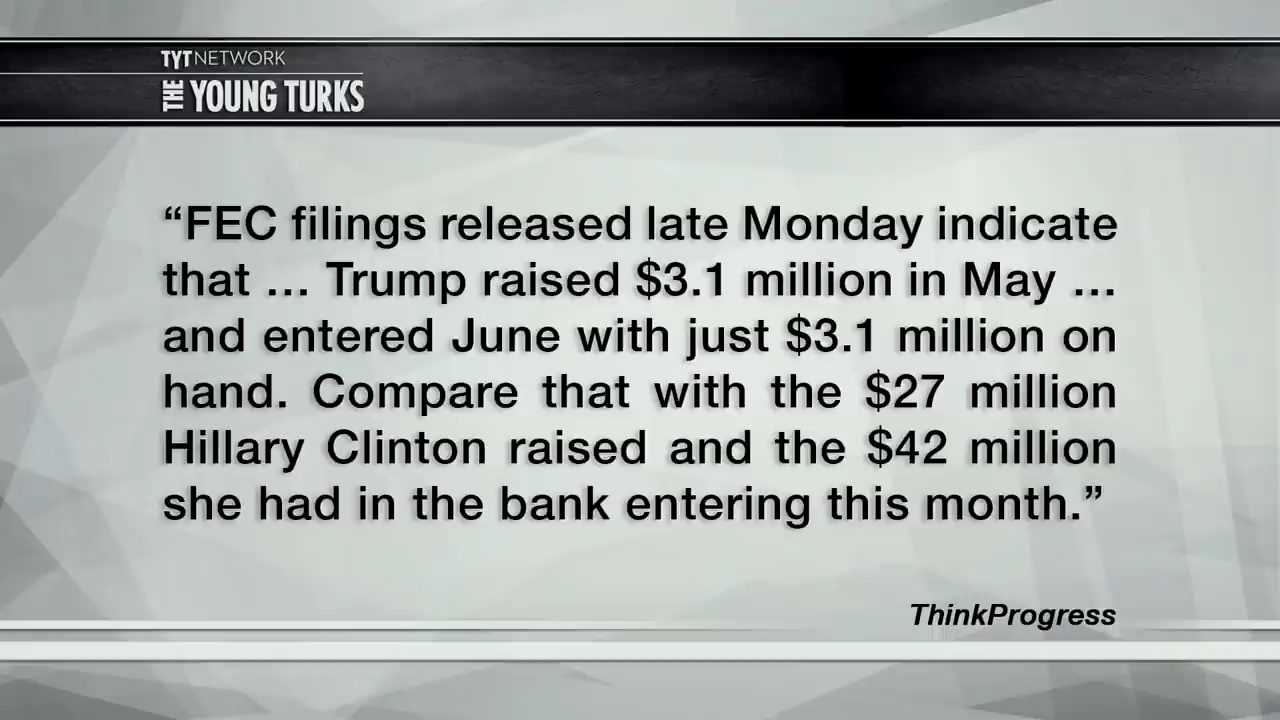 TYT NETWORK
THE YOUNG TURKS
“FEC filings released late Monday indicate
that ... Trump raised $3.1 million in May ...
and entered June with just $3.1 million on
hand. Compare that with the $27 million
Hillary Clinton raised and the $42 million
she had in the bank entering this month.”
ThinkProgress